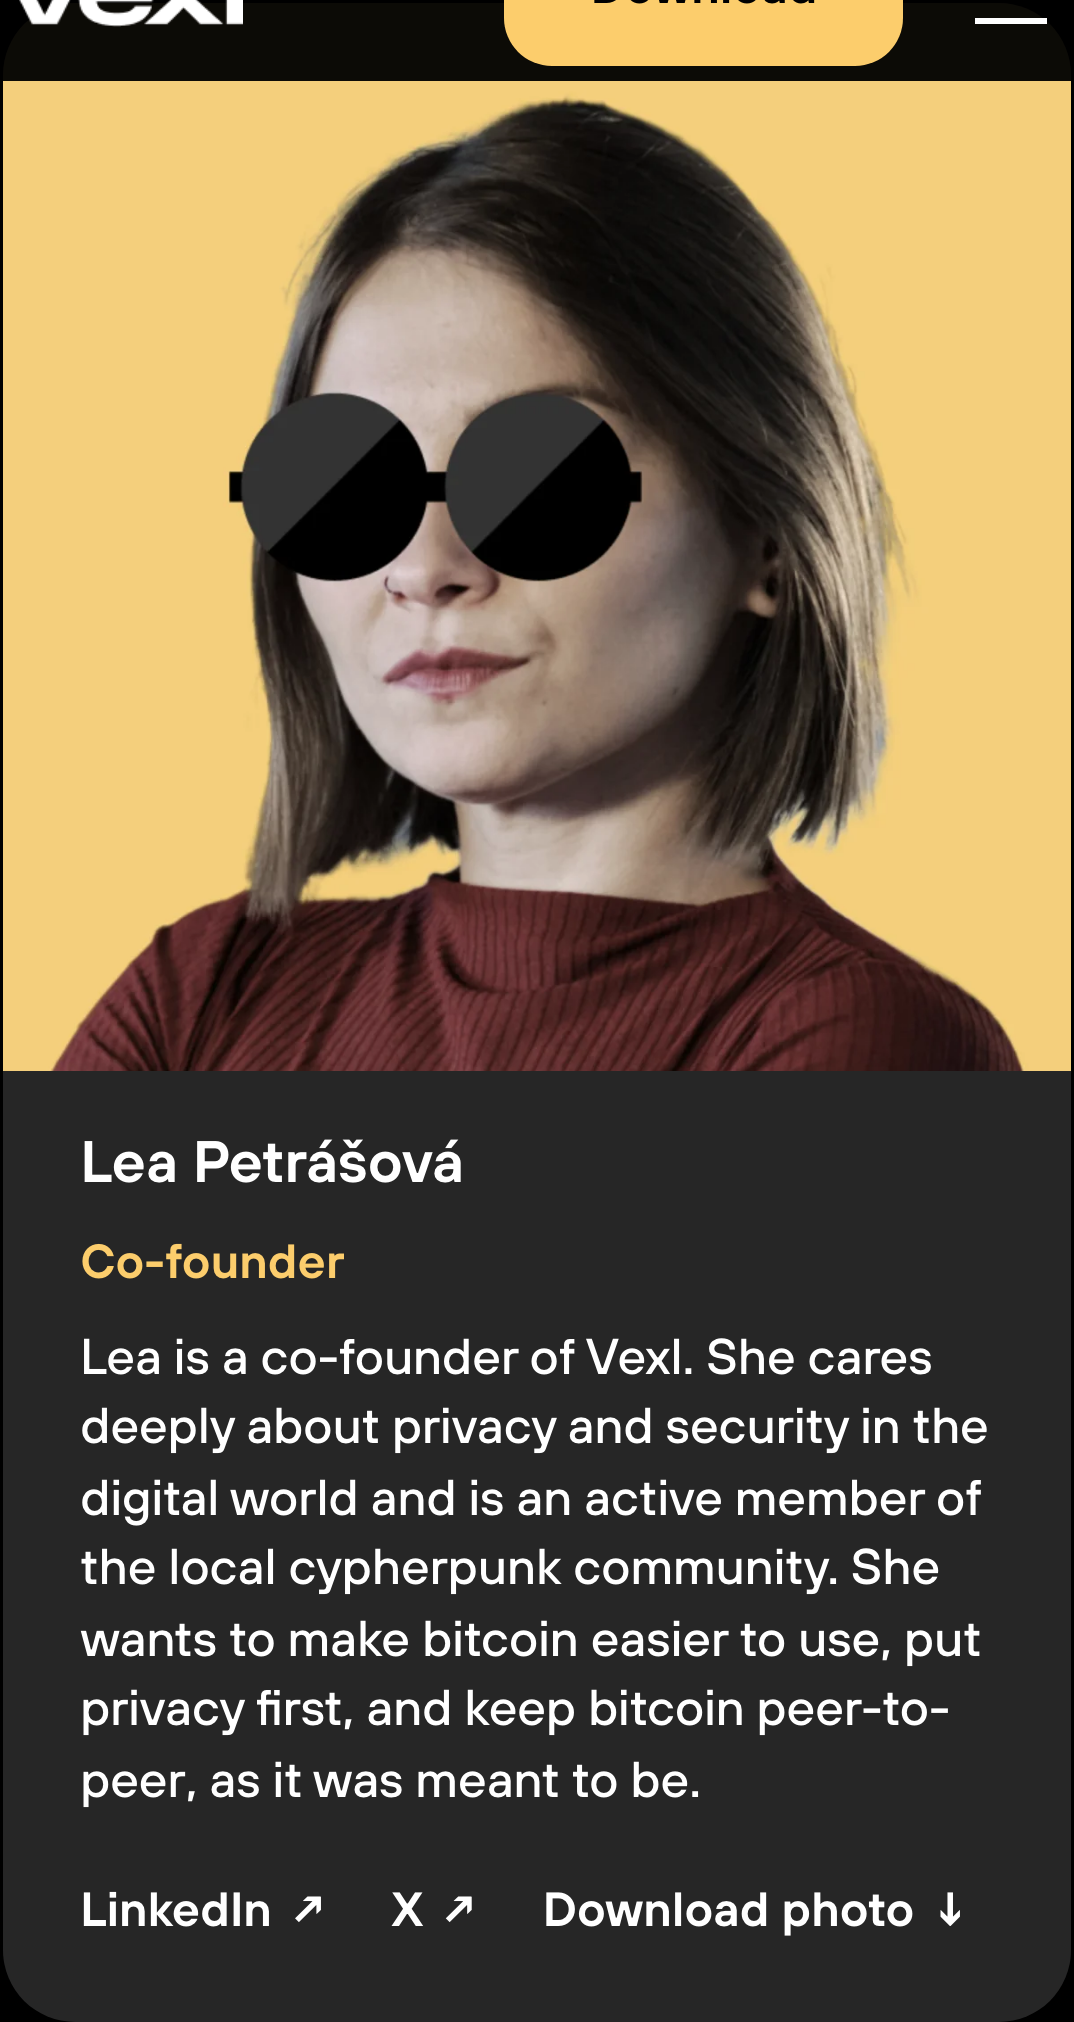 vexl
Download
Lea Petrášová
Co-founder
Lea is a co-founder of Vexl. She cares
deeply about privacy and security in the
digital world and is an active member of
the local cypherpunk community. She
wants to make bitcoin easier to use, put
privacy first, and keep bitcoin peer-to-
peer, as it was meant to be.
LinkedIn ↗ X ↗ Download photo ↓